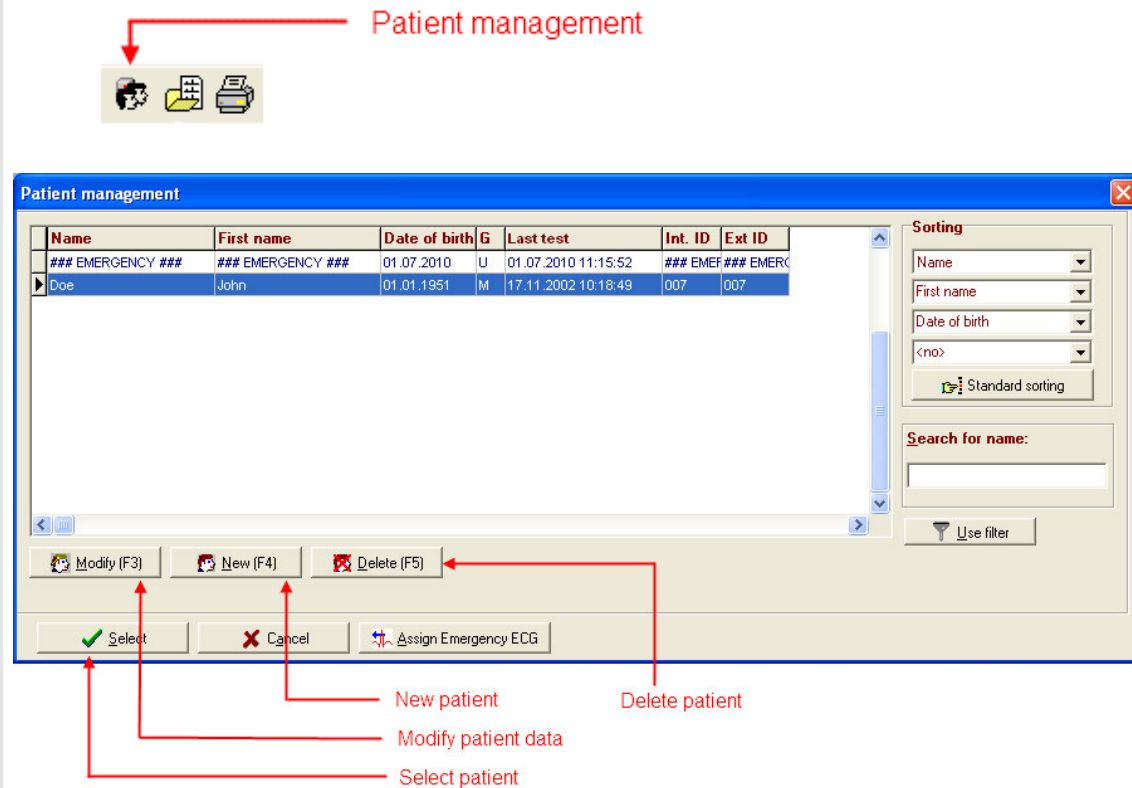 Patient management
Patient management
Name First name Date of birth G Last test Int. ID Ext ID
### EMERGENCY ### ### EMERGENCY ### 01.07.2010 U 01.07.2010 11:15:52 ### EMER ### EMERG
Doe John 01.01.1951 M 17.11.2002 10:18:49 007 007
Sorting
Name
First name
Date of birth
<no>
Standard sorting
Search for name:
Use filter
Modify (F3) New (F4) Delete (F5)
Select Cancel Assign Emergency ECG
New patient Delete patient
Modify patient data
Select patient